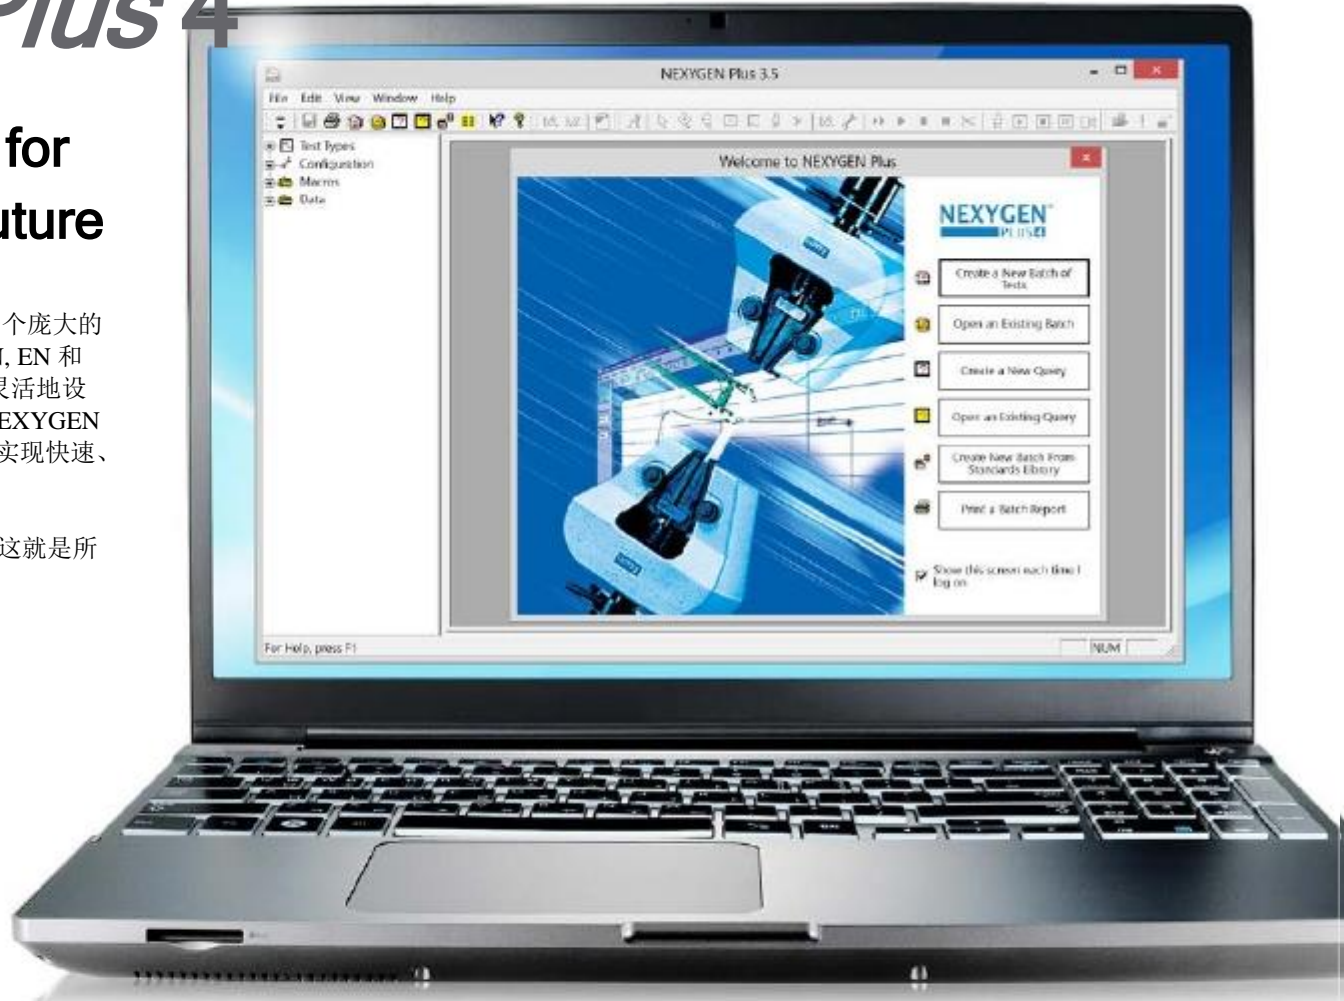 Plus 4
for
uture
个庞大的
, EN 和
灵活地设
EXYGEN
实现快速、
这就是所
NEXYGEN Plus 3.5
File Edit View Window Help
Test Types
Configuration
Macros
Data
Welcome to NEXYGEN Plus
NEXYGEN
PLUS 4
Create a New Batch of
Tests
Open an Existing Batch
Create a New Query
Open an Existing Query
Create New Batch From
Standards Library
Print a Batch Report
Show this screen each time I
log on
For Help, press F1
NUM